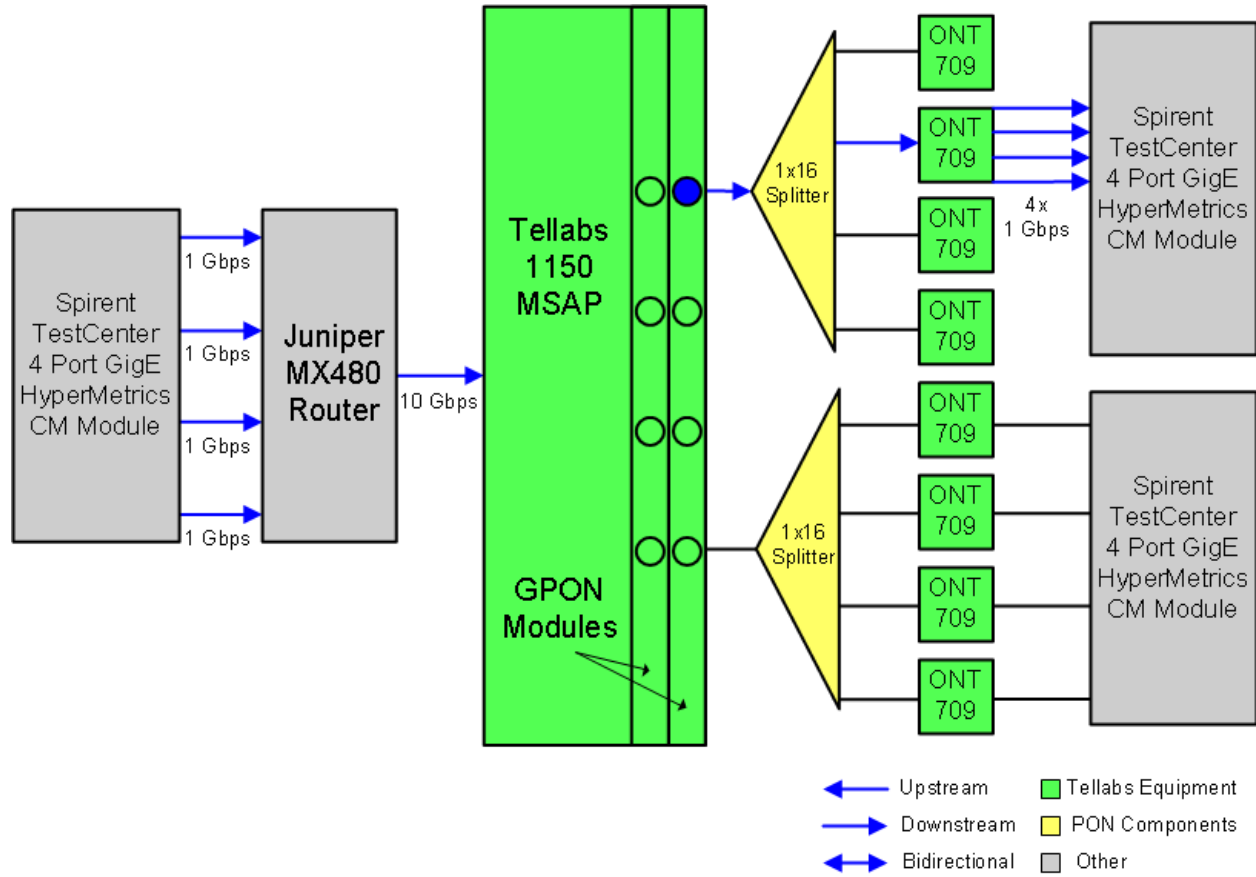 Spirent
TestCenter
4 Port GigE
HyperMetrics
CM Module
1 Gbps
1 Gbps
1 Gbps
1 Gbps
Juniper
MX480
Router
10 Gbps
Tellabs
1150
MSAP
GPON
Modules
1x16
Splitter
ONT
709
ONT
709
ONT
709
ONT
709
4x
1 Gbps
Spirent
TestCenter
4 Port GigE
HyperMetrics
CM Module
1x16
Splitter
ONT
709
ONT
709
ONT
709
ONT
709
Spirent
TestCenter
4 Port GigE
HyperMetrics
CM Module
Upstream
Tellabs Equipment
Downstream
PON Components
Bidirectional
Other